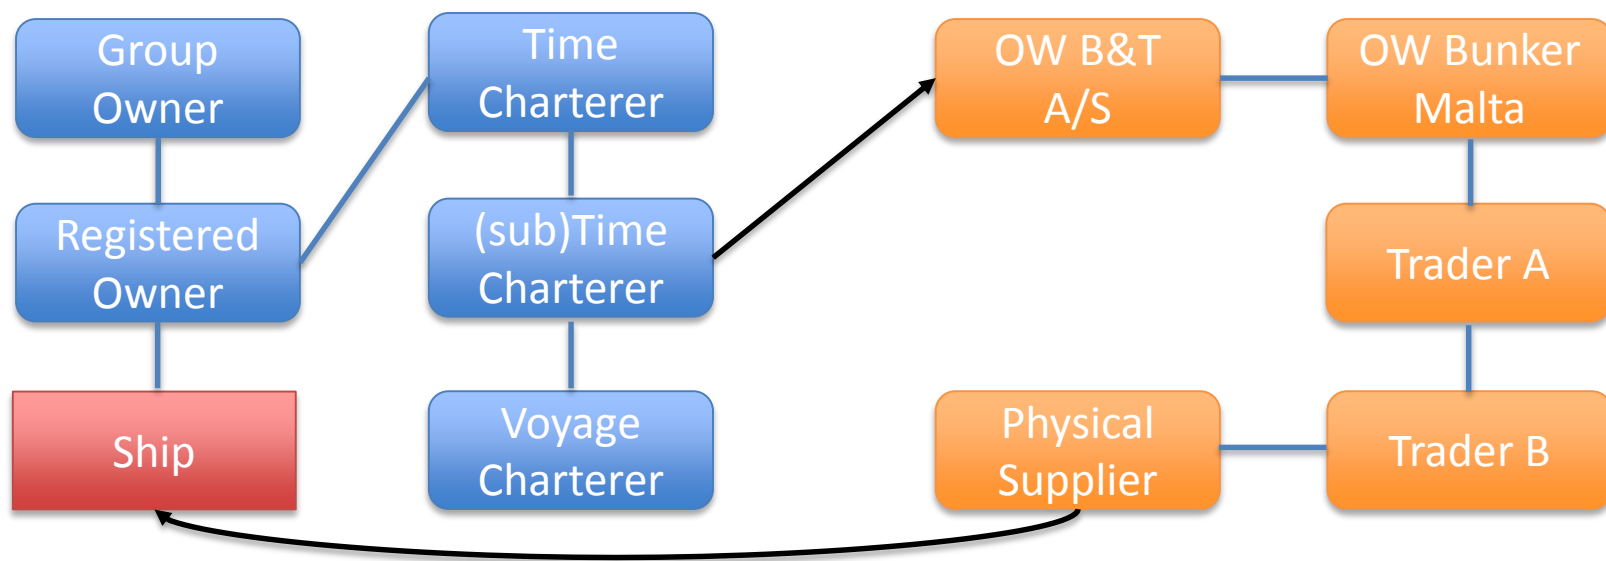 Group
Owner
Registered
Owner
Ship
Time
Charterer
(sub)Time
Charterer
Voyage
Charterer
OW B&T
A/S
OW Bunker
Malta
Trader A
Trader B
Physical
Supplier